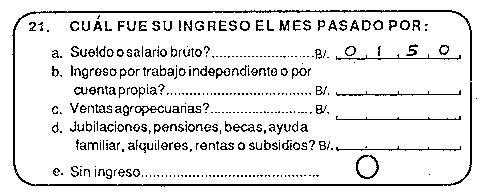 21. CUÁL FUE SU INGRESO EL MES PASADO POR:
a. Sueldo o salario bruto?.......................... B/. 0 1 5 0
b. Ingreso por trabajo independiente o por
cuenta propia?.................................... B/.
c. Ventas agropecuarias?.......................... B/.
d. Jubilaciones, pensiones, becas, ayuda
familiar, alquileres, rentas o subsidios? B/.
e. Sin ingreso..........................................